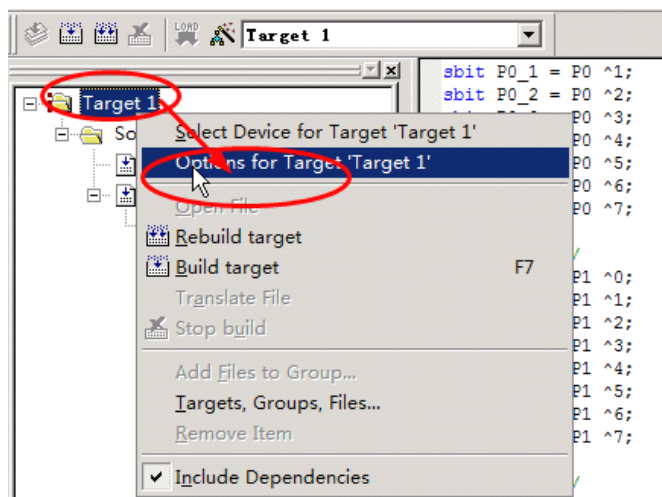 LOAD
Target 1
sbit P0_1 = P0 ^1;
Target 1
sbit P0_2 = P0 ^2;
P0 ^3;
So
Select Device for Target 'Target 1'
P0 ^4;
Options for Target 'Target 1'
P0 ^5;
P0 ^6;
Open File
P0 ^7;
Rebuild target
/
Build target F7
P1 ^0;
Translate File
P1 ^1;
Stop build
P1 ^2;
P1 ^3;
Add Files to Group...
P1 ^4;
Targets, Groups, Files...
P1 ^5;
P1 ^6;
Remove Item
P1 ^7;
Include Dependencies
/